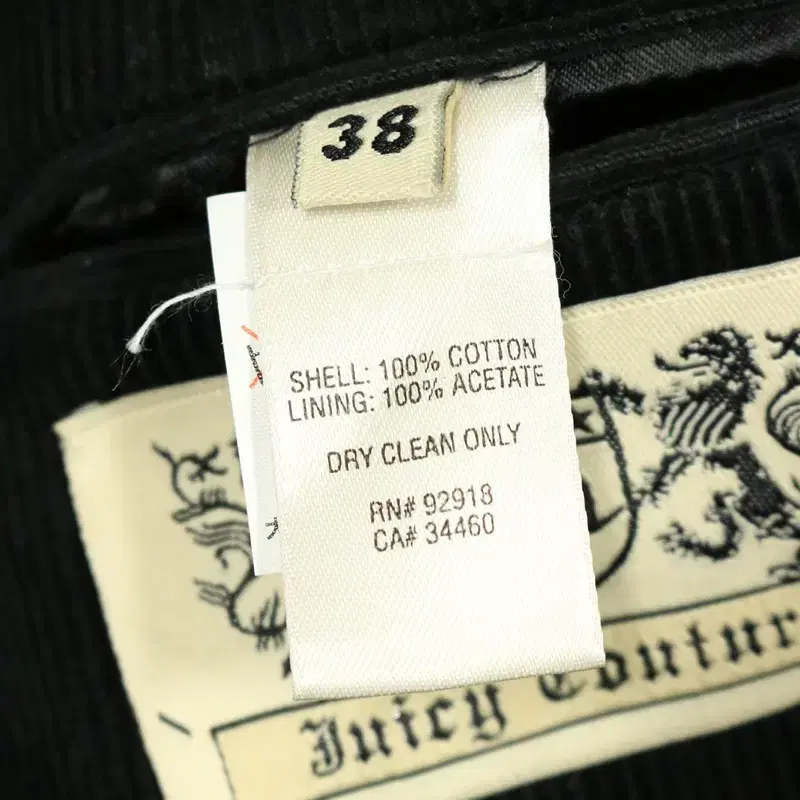 38
SHELL: 100% COTTON
LINING: 100% ACETATE
DRY CLEAN ONLY
RN# 92918
CA# 34460
Juicy Couture